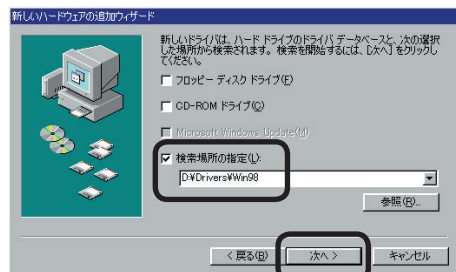 新しいハードウェアの追加ウィザード
新しいドライバは、ハード ドライブのドライバ データベースと、次の選択
した場所から検索されます。検索を開始するには、[次へ] をクリックし
てください。
フロッピー ディスク ドライブ(F)
CD-ROM ドライブ(C)
Microsoft Windows Update(M)
検索場所の指定(L):
D:¥Drivers¥Win98
参照(R)...
< 戻る(B)
次へ >
キャンセル